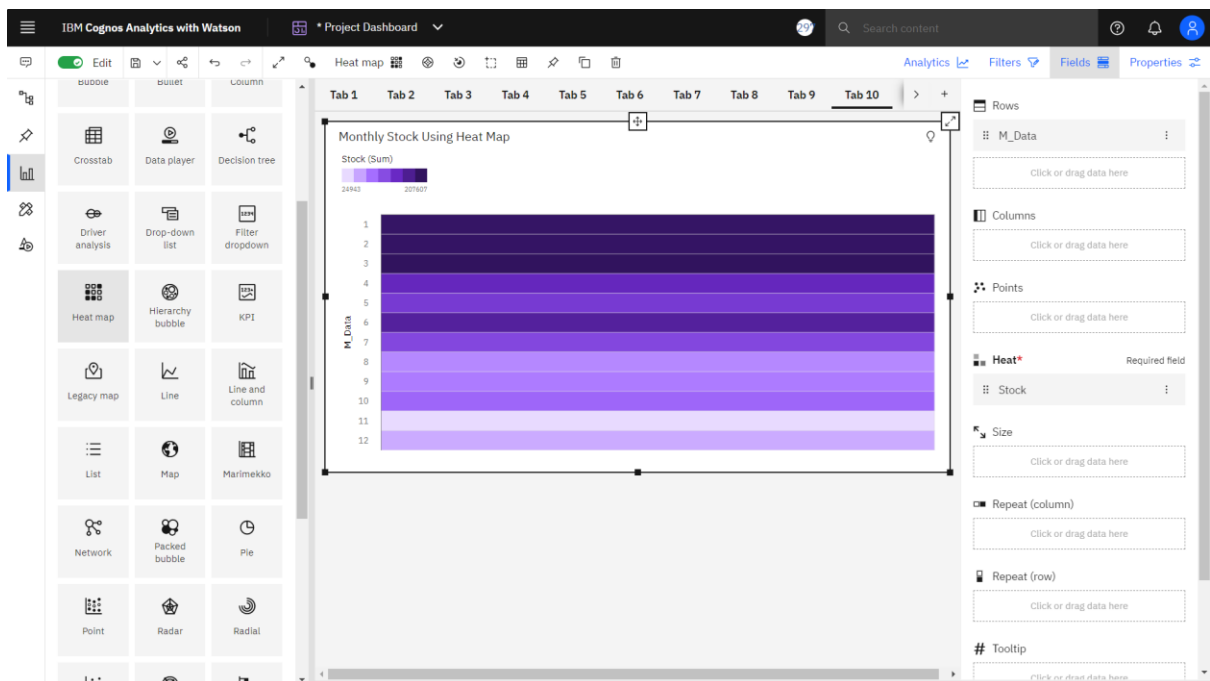 IBM Cognos Analytics with Watson
* Project Dashboard
Search content
Edit
Heat map
Analytics
Filters
Fields
Properties
Bubble
Bullet
Column
Crosstab
Data player
Decision tree
Driver analysis
Drop-down list
Filter dropdown
Heat map
Hierarchy bubble
KPI
Legacy map
Line
Line and column
List
Map
Marimekko
Network
Packed bubble
Pie
Point
Radar
Radial
Tab 1
Tab 2
Tab 3
Tab 4
Tab 5
Tab 6
Tab 7
Tab 8
Tab 9
Tab 10
Monthly Stock Using Heat Map
Stock (Sum)
24943
207607
M_Data
1
2
3
4
5
6
7
8
9
10
11
12
Rows
M_Data
Click or drag data here
Columns
Click or drag data here
Points
Click or drag data here
Heat*
Required field
Stock
Size
Click or drag data here
Repeat (column)
Click or drag data here
Repeat (row)
Click or drag data here
Tooltip
Click or drag data here